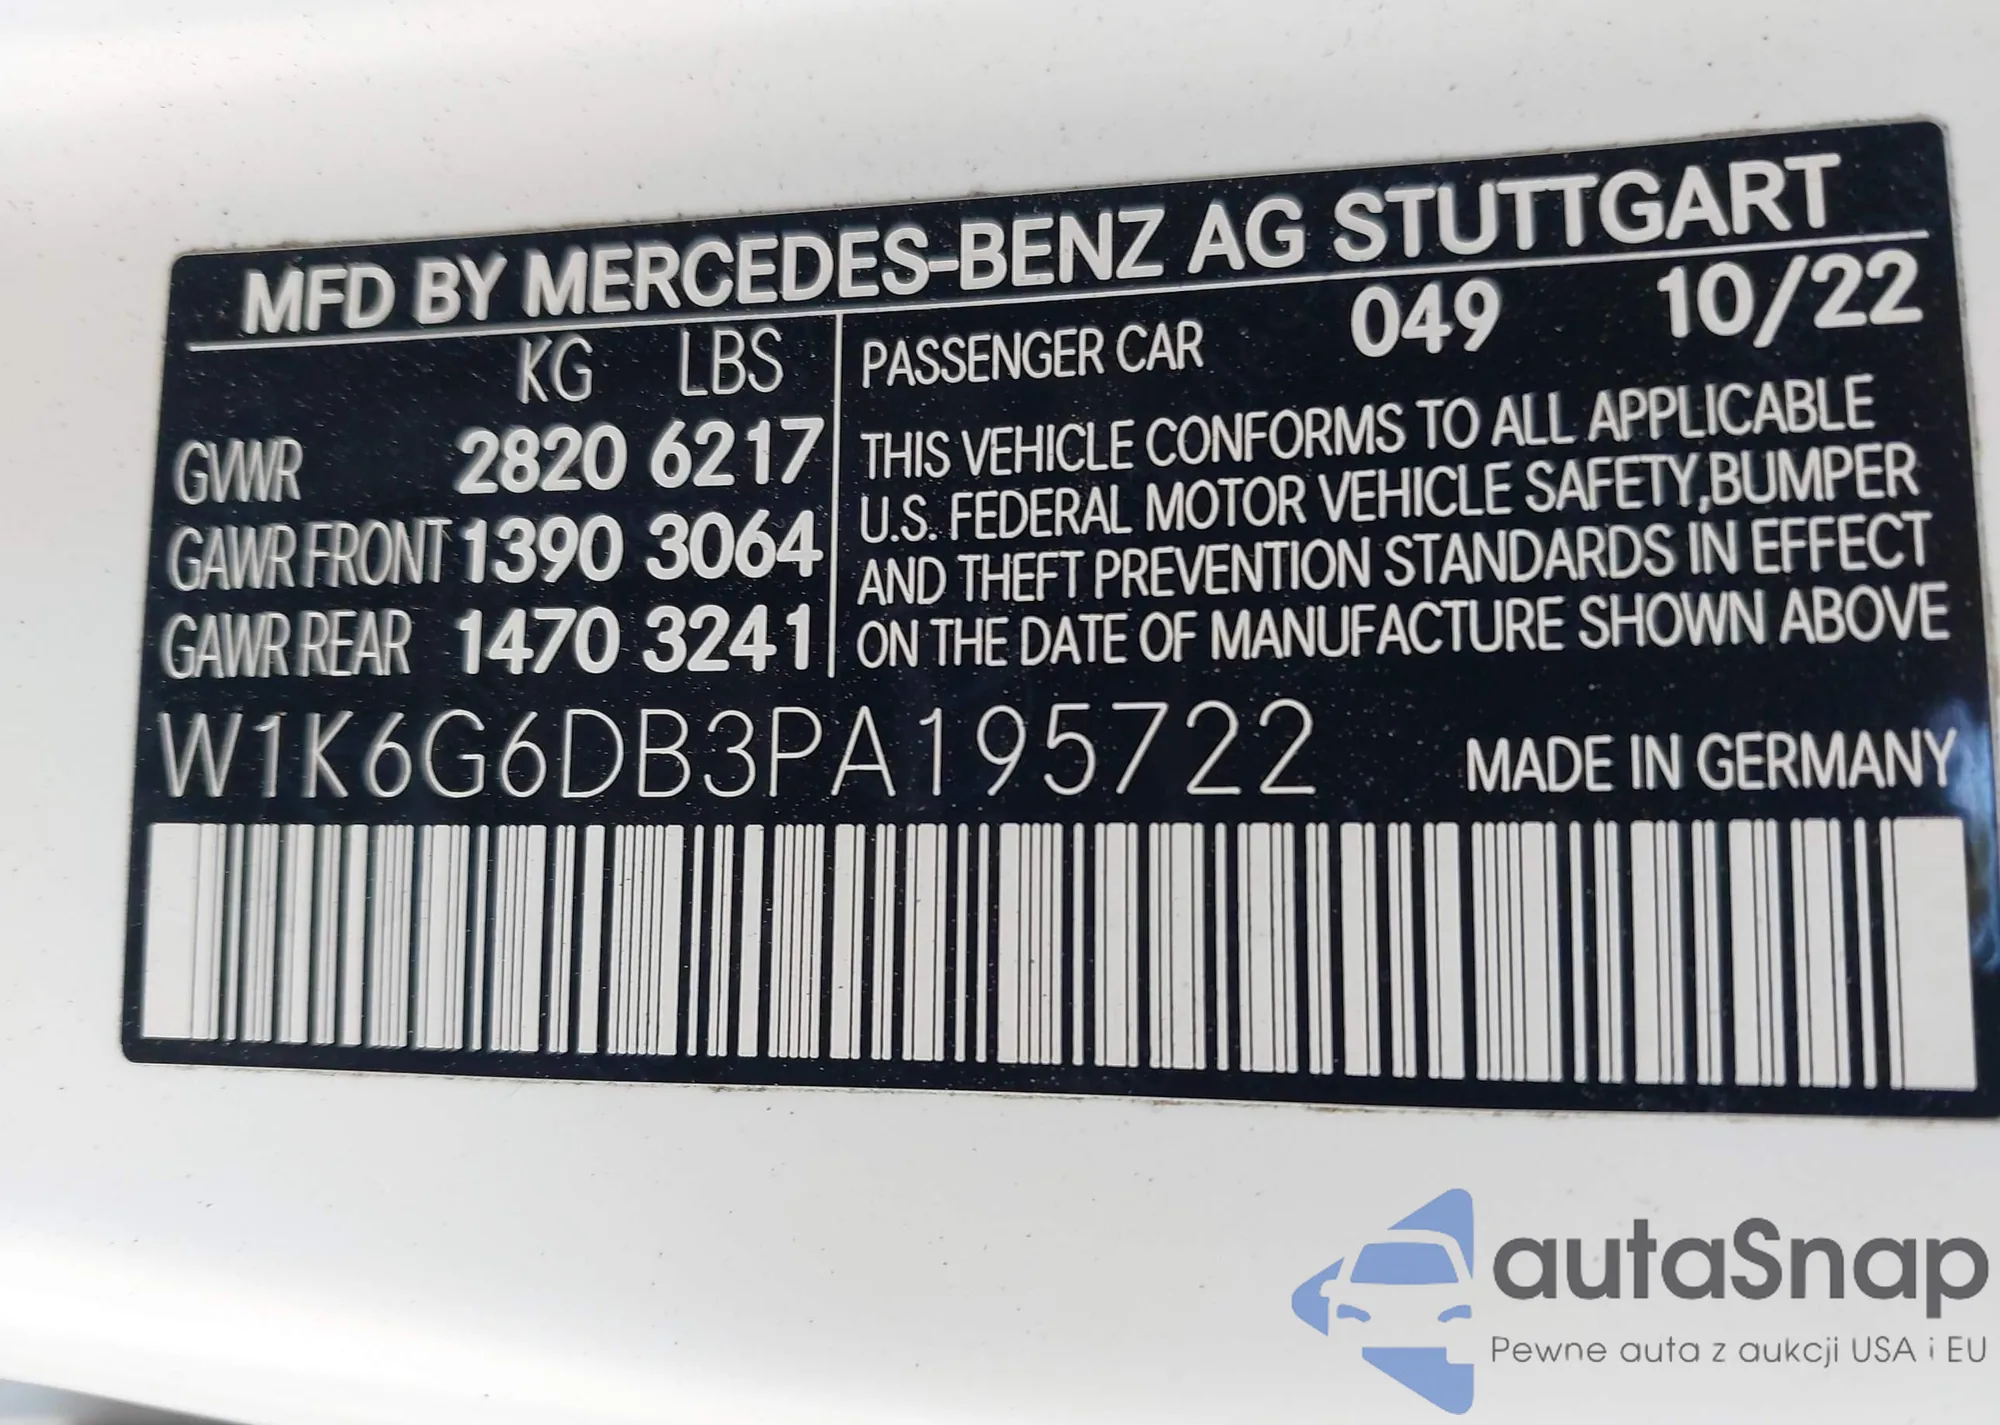 MFD BY MERCEDES-BENZ AG STUTTGART
KG LBS
GVWR 2820 6217
GAWR FRONT 1390 3064
GAWR REAR 1470 3241
PASSENGER CAR 049 10/22
THIS VEHICLE CONFORMS TO ALL APPLICABLE
U.S. FEDERAL MOTOR VEHICLE SAFETY,BUMPER
AND THEFT PREVENTION STANDARDS IN EFFECT
ON THE DATE OF MANUFACTURE SHOWN ABOVE
W1K6G6DB3PA195722
MADE IN GERMANY
autaSnap
Pewne auta z aukcji USA i EU